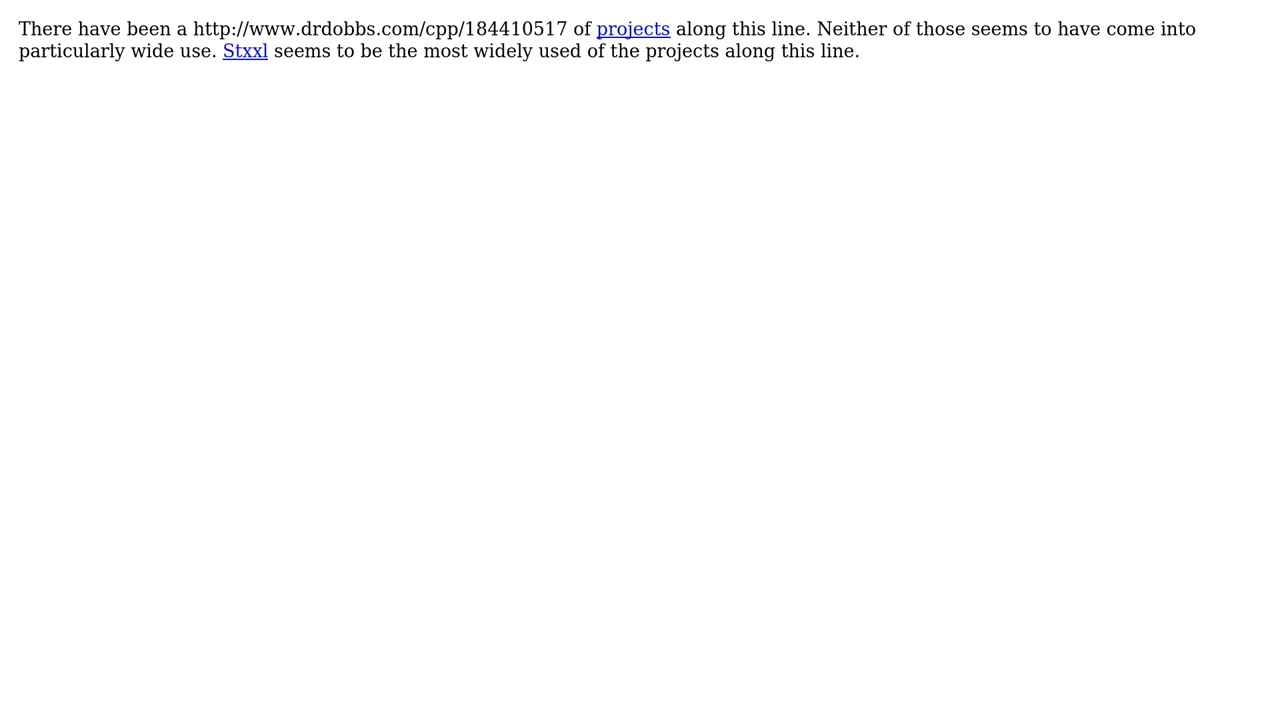 There have been a http://www.drdobbs.com/cpp/184410517 of projects along this line. Neither of those seems to have come into
particularly wide use. Stxxl seems to be the most widely used of the projects along this line.